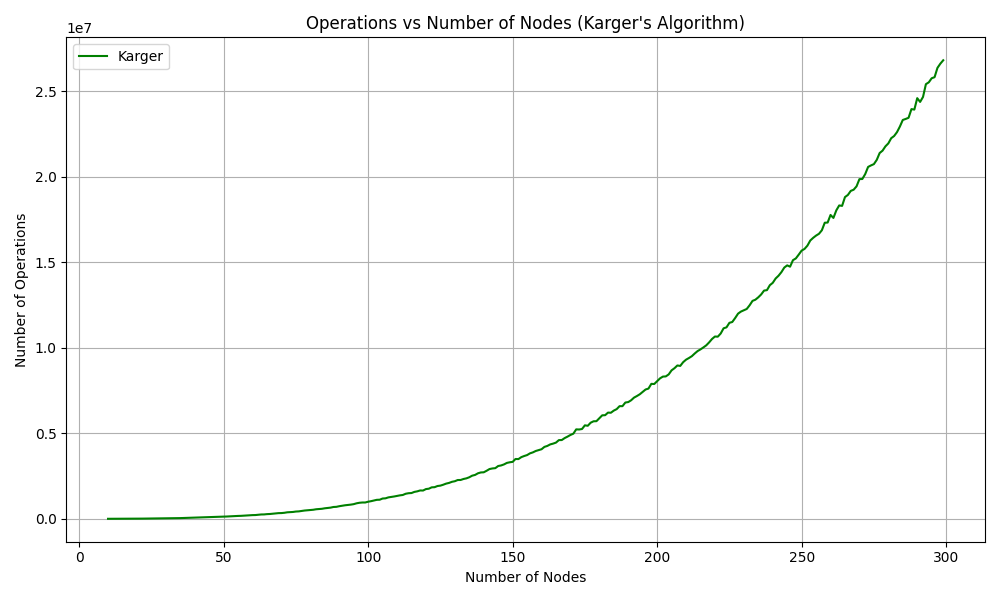 Operations vs Number of Nodes (Karger's Algorithm)
1e7
Karger
Number of Operations
2.5
2.0
1.5
1.0
0.5
0.0
0 50 100 150 200 250 300
Number of Nodes